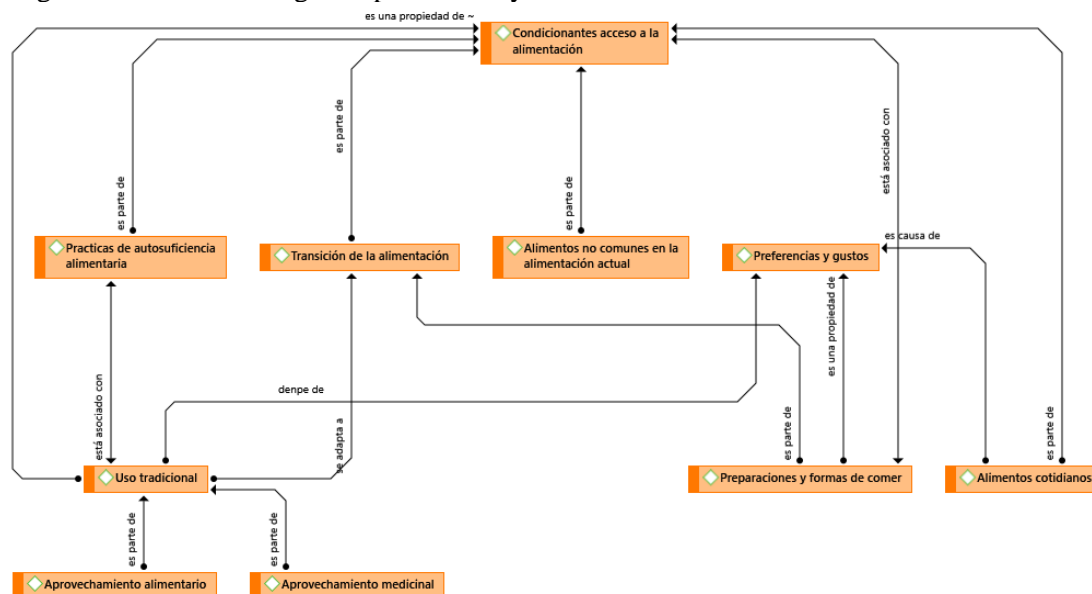 es una propiedad de ~
Condicionantes acceso a la
alimentación
es parte de
es parte de
es parte de
está asociado con
es parte de
Practicas de autosuficiencia
alimentaria
Transición de la alimentación
Alimentos no comunes en la
alimentación actual
Preferencias y gustos
es causa de
es una propiedad de
denpe de
está asociado con
se adapta a
es parte de
Uso tradicional
Preparaciones y formas de comer
Alimentos cotidianos
es parte de
es parte de
Aprovechamiento alimentario
Aprovechamiento medicinal